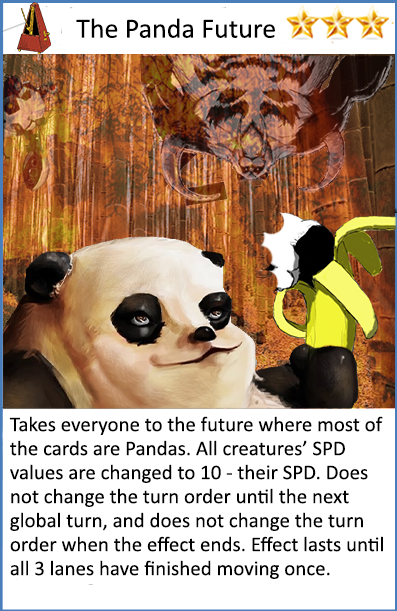 The Panda Future
Takes everyone to the future where most of
the cards are Pandas. All creatures’ SPD
values are changed to 10 - their SPD. Does
not change the turn order until the next
global turn, and does not change the turn
order when the effect ends. Effect lasts until
all 3 lanes have finished moving once.